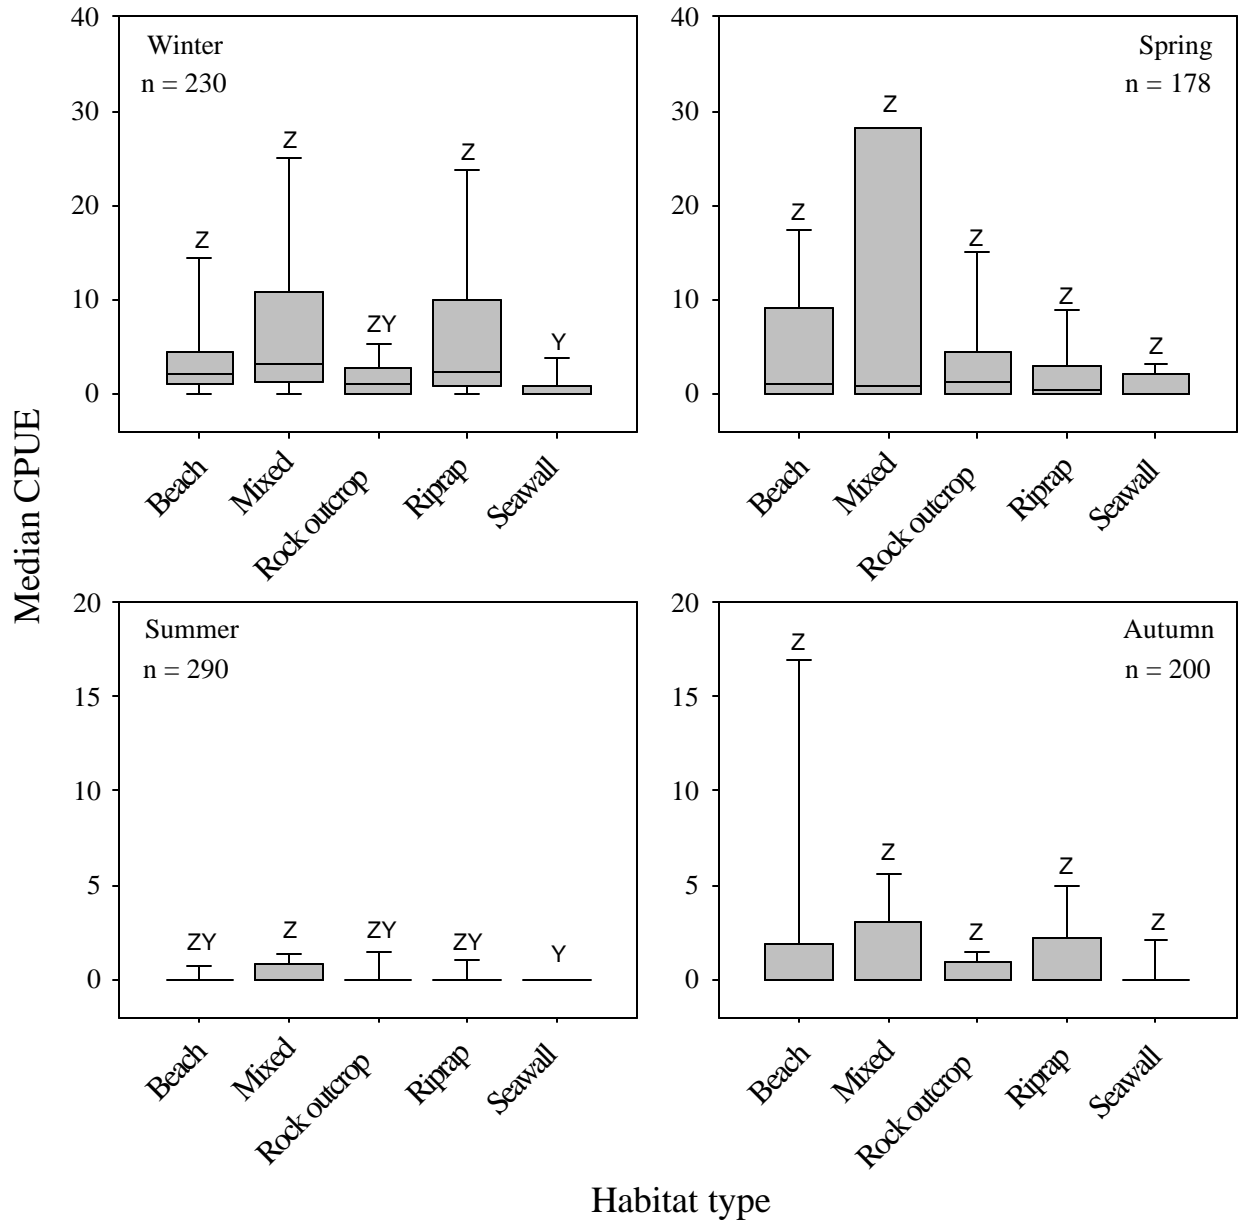 Median CPUE
40
30
20
10
0
Winter
n = 230
Z
Z
ZY
Z
Y
Beach
Mixed
Rock outcrop
Riprap
Seawall
40
30
20
10
0
Spring
n = 178
Z
Z
Z
Z
Z
Beach
Mixed
Rock outcrop
Riprap
Seawall
20
15
10
5
0
Summer
n = 290
ZY
Z
ZY
ZY
Y
Beach
Mixed
Rock outcrop
Riprap
Seawall
20
15
10
5
0
Autumn
n = 200
Z
Z
Z
Z
Z
Beach
Mixed
Rock outcrop
Riprap
Seawall
Habitat type